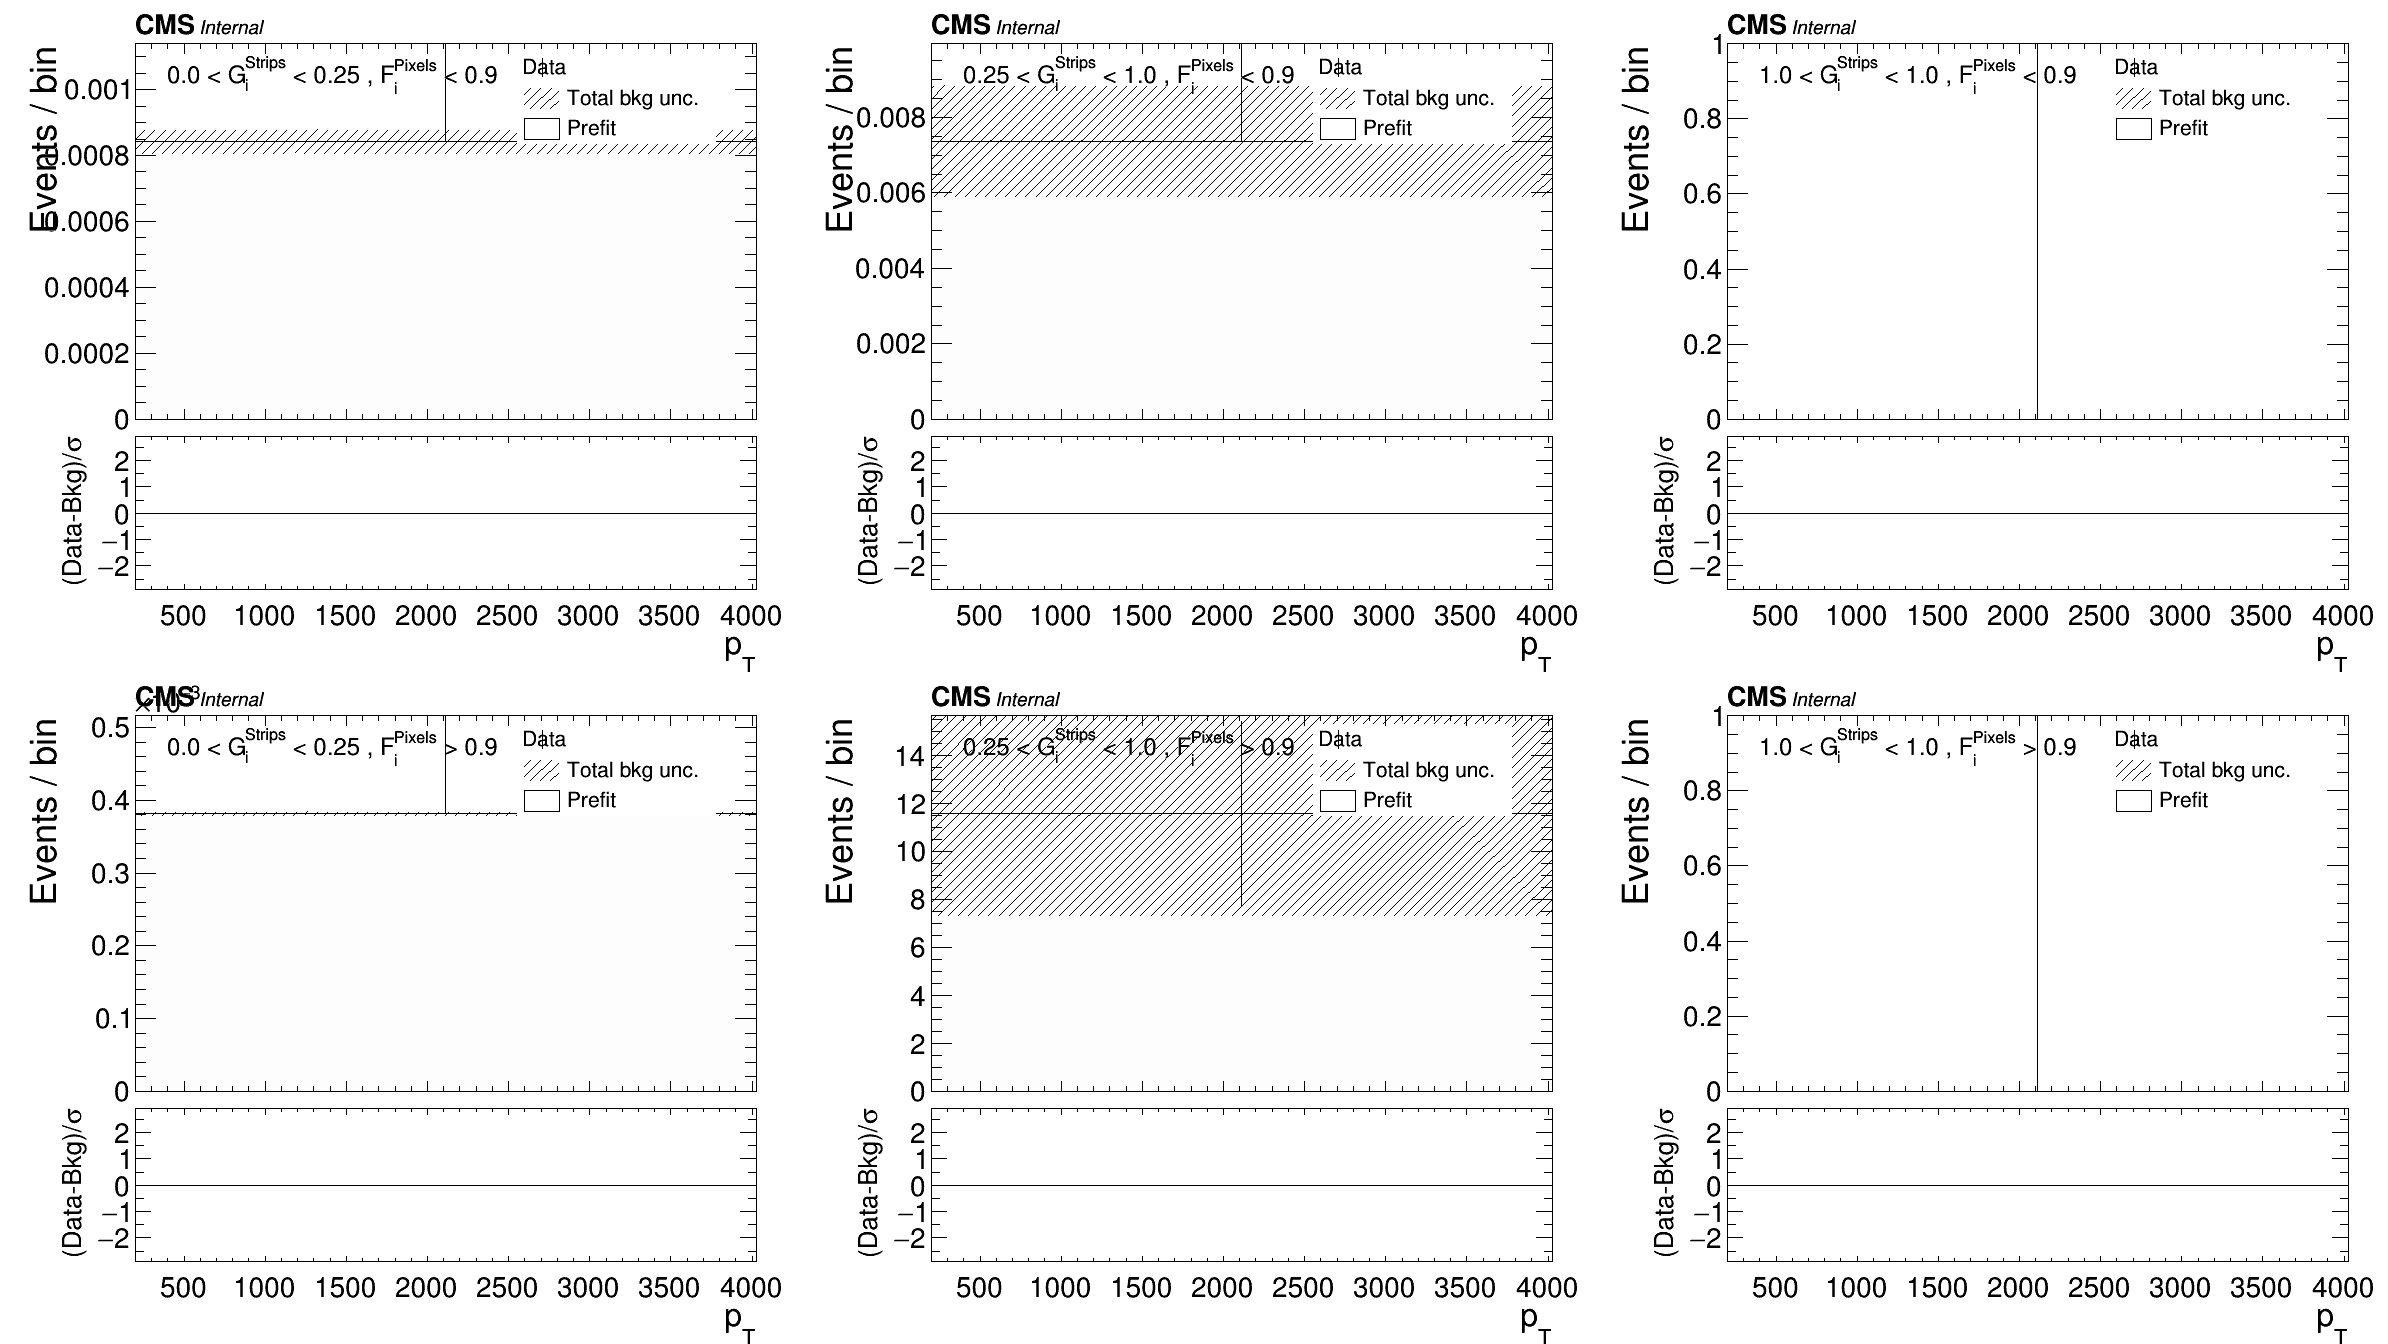 CMS Internal
Events / bin
0.0 < G_i^Strips < 0.25 , F_i^Pixels < 0.9
Data
Total bkg unc.
Prefit
0.001
0.0008
0.0006
0.0004
0.0002
0
(Data-Bkg)/σ
2
1
0
−1
−2
500 1000 1500 2000 2500 3000 3500 4000
p_T
CMS Internal
Events / bin
0.25 < G_i^Strips < 1.0 , F_i^Pixels < 0.9
Data
Total bkg unc.
Prefit
0.008
0.006
0.004
0.002
0
(Data-Bkg)/σ
2
1
0
−1
−2
500 1000 1500 2000 2500 3000 3500 4000
p_T
CMS Internal
Events / bin
1.0 < G_i^Strips < 1.0 , F_i^Pixels < 0.9
Data
Total bkg unc.
Prefit
1
0.8
0.6
0.4
0.2
0
(Data-Bkg)/σ
2
1
0
−1
−2
500 1000 1500 2000 2500 3000 3500 4000
p_T
CMS Internal
×10^−3
Events / bin
0.0 < G_i^Strips < 0.25 , F_i^Pixels > 0.9
Data
Total bkg unc.
Prefit
0.5
0.4
0.3
0.2
0.1
0
(Data-Bkg)/σ
2
1
0
−1
−2
500 1000 1500 2000 2500 3000 3500 4000
p_T
CMS Internal
Events / bin
0.25 < G_i^Strips < 1.0 , F_i^Pixels > 0.9
Data
Total bkg unc.
Prefit
14
12
10
8
6
4
2
0
(Data-Bkg)/σ
2
1
0
−1
−2
500 1000 1500 2000 2500 3000 3500 4000
p_T
CMS Internal
Events / bin
1.0 < G_i^Strips < 1.0 , F_i^Pixels > 0.9
Data
Total bkg unc.
Prefit
1
0.8
0.6
0.4
0.2
0
(Data-Bkg)/σ
2
1
0
−1
−2
500 1000 1500 2000 2500 3000 3500 4000
p_T